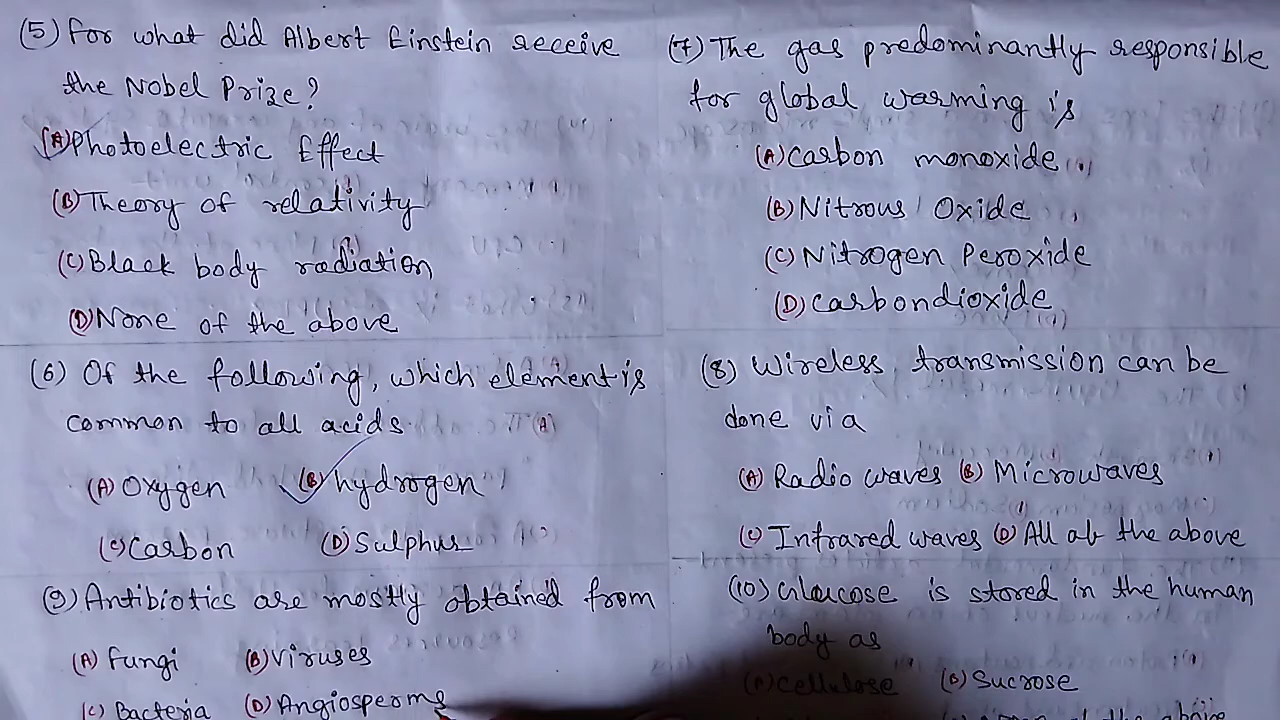 (5) For what did Albert Einstein receive
the Nobel Prize?
(A) Photoelectric Effect
(B) Theory of relativity
(C) Black body radiation
(D) None of the above
(6) Of the following, which element is
common to all acids.
(A) Oxygen (B) hydrogen
(C) Carbon (D) Sulphur
(9) Antibiotics are mostly obtained from
(A) Fungi (B) Viruses
(C) Bacteria (D) Angiosperms
(7) The gas predominantly responsible
for global warming is
(A) Carbon monoxide
(B) Nitrous Oxide
(C) Nitrogen Peroxide
(D) Carbondioxide
(8) Wireless transmission can be
done via
(A) Radio waves (B) Microwaves
(C) Infrared waves (D) All of the above
(10) Glucose is stored in the human
body as
(A) Cellulose (B) Sucrose